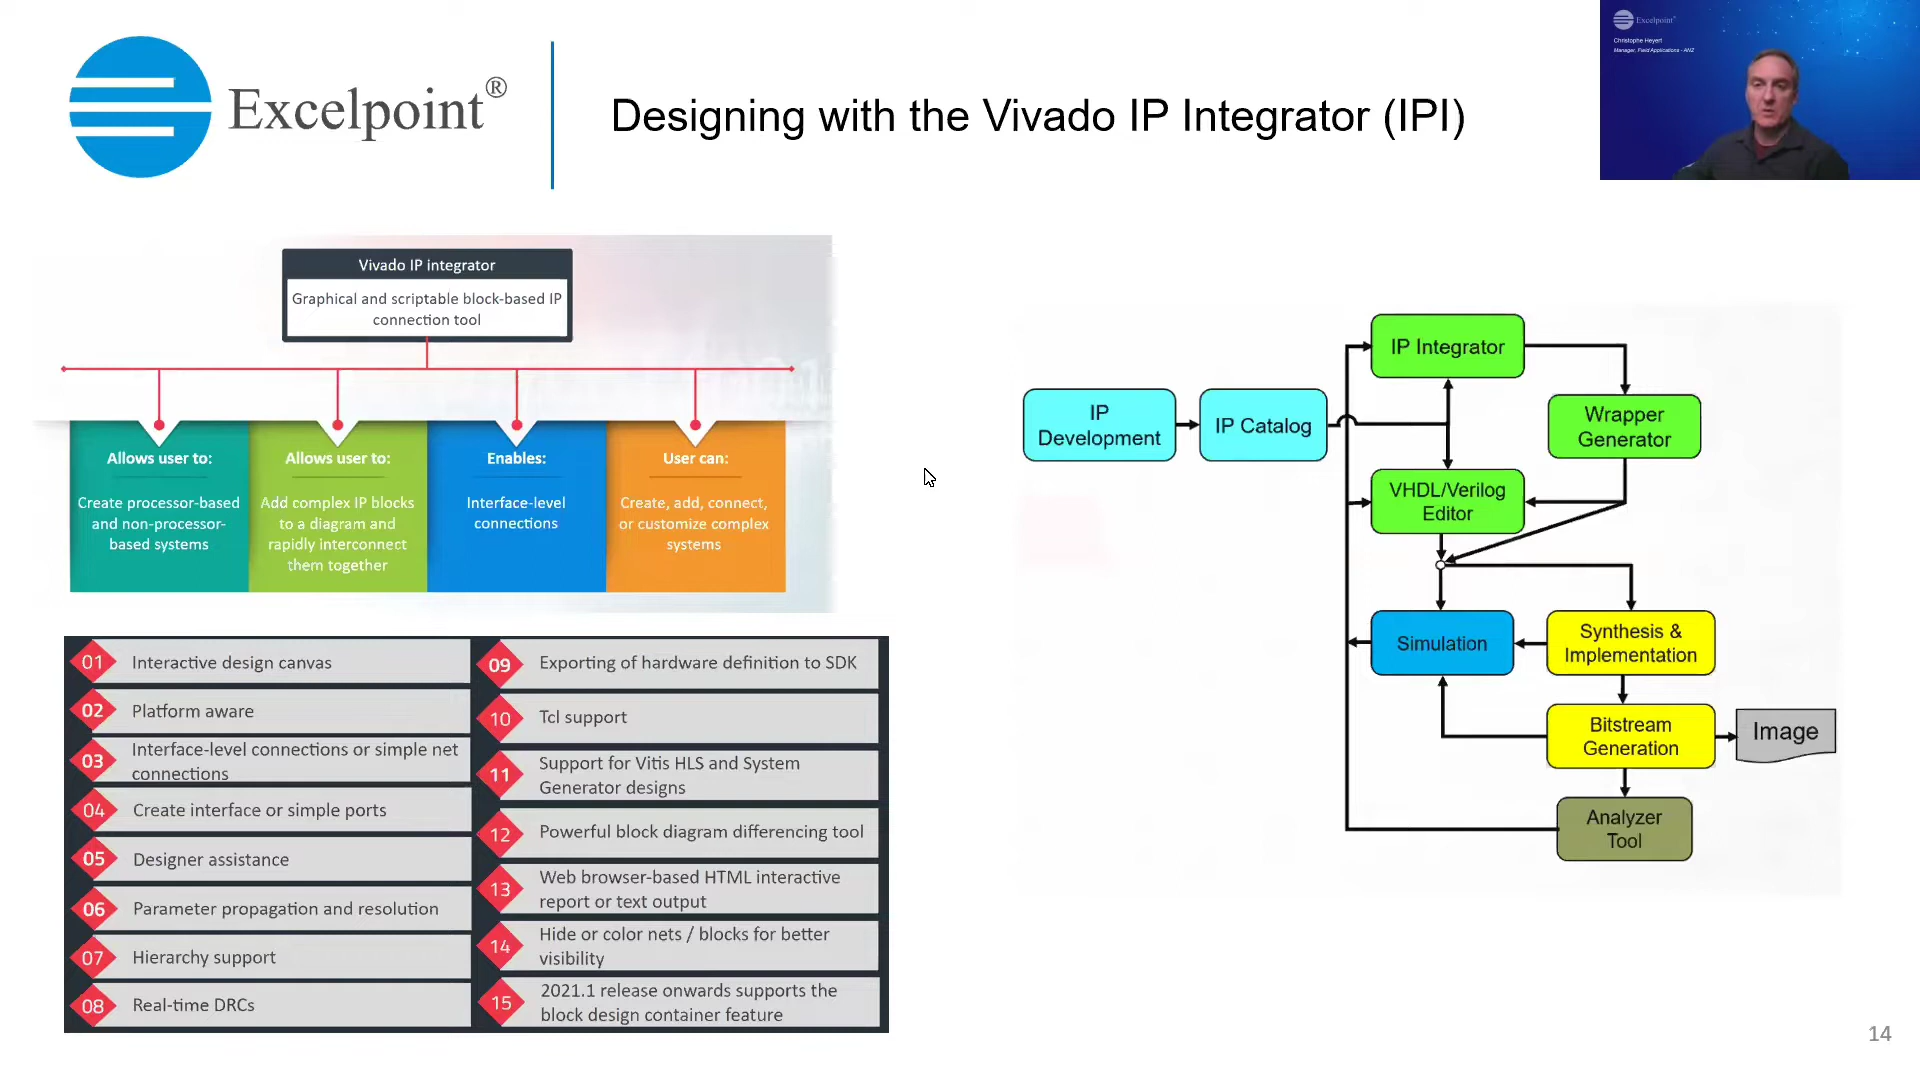 Excelpoint®
Designing with the Vivado IP Integrator (IPI)
Excelpoint®
Christophe Heyert
Manager, Field Applications - ANZ
Vivado IP integrator
Graphical and scriptable block-based IP
connection tool
Allows user to:
Create processor-based
and non-processor-
based systems
Allows user to:
Add complex IP blocks
to a diagram and
rapidly interconnect
them together
Enables:
Interface-level
connections
User can:
Create, add, connect,
or customize complex
systems
01 Interactive design canvas
02 Platform aware
03 Interface-level connections or simple net
connections
04 Create interface or simple ports
05 Designer assistance
06 Parameter propagation and resolution
07 Hierarchy support
08 Real-time DRCs
09 Exporting of hardware definition to SDK
10 Tcl support
11 Support for Vitis HLS and System
Generator designs
12 Powerful block diagram differencing tool
13 Web browser-based HTML interactive
report or text output
14 Hide or color nets / blocks for better
visibility
15 2021.1 release onwards supports the
block design container feature
IP
Development
IP Catalog
IP Integrator
Wrapper
Generator
VHDL/Verilog
Editor
Simulation
Synthesis &
Implementation
Bitstream
Generation
Image
Analyzer
Tool
14